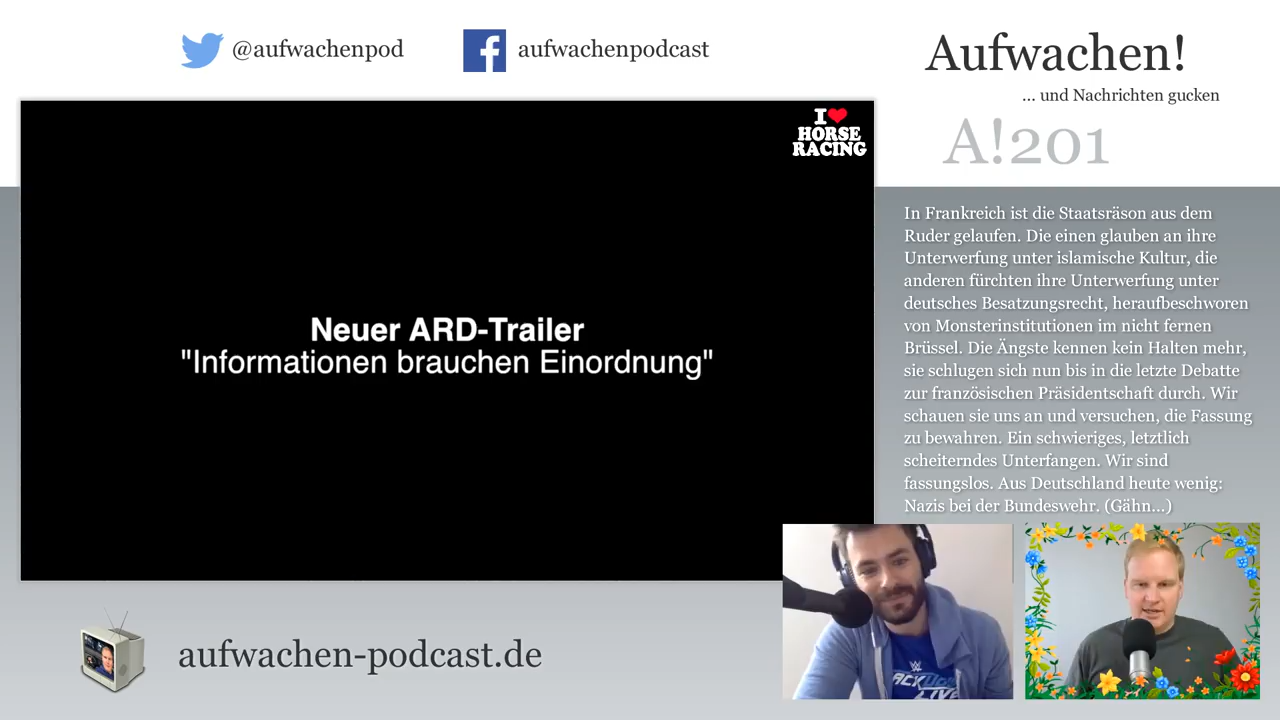 @aufwachenpod
aufwachenpodcast
Aufwachen!
... und Nachrichten gucken
A!201
I
HORSE
RACING
Neuer ARD-Trailer
"Informationen brauchen Einordnung"
In Frankreich ist die Staatsräson aus dem
Ruder gelaufen. Die einen glauben an ihre
Unterwerfung unter islamische Kultur, die
anderen fürchten ihre Unterwerfung unter
deutsches Besatzungsrecht, heraufbeschworen
von Monsterinstitutionen im nicht fernen
Brüssel. Die Ängste kennen kein Halten mehr,
sie schlugen sich nun bis in die letzte Debatte
zur französischen Präsidentschaft durch. Wir
schauen sie uns an und versuchen, die Fassung
zu bewahren. Ein schwieriges, letztlich
scheiterndes Unterfangen. Wir sind
fassungslos. Aus Deutschland heute wenig:
Nazis bei der Bundeswehr. (Gähn...)
aufwachen-podcast.de